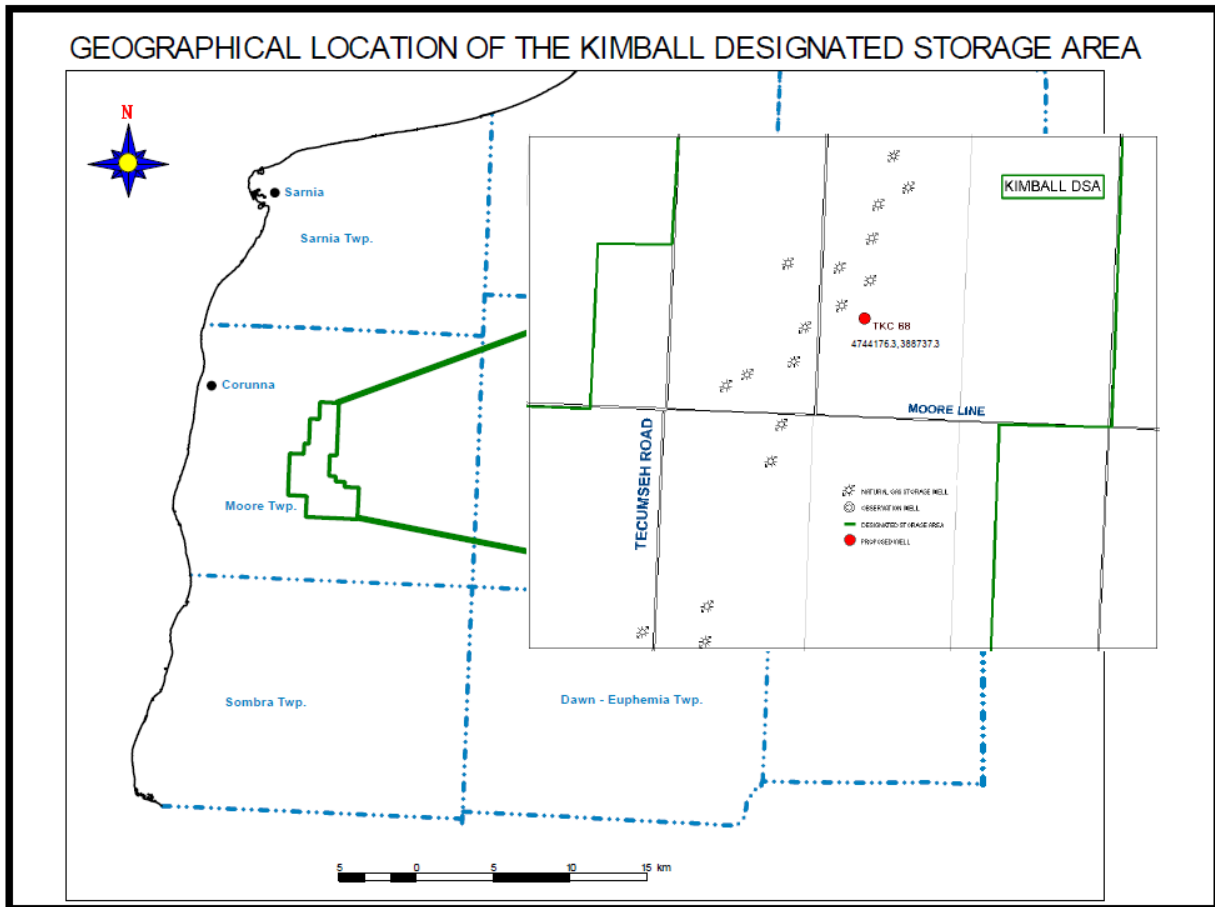 GEOGRAPHICAL LOCATION OF THE KIMBALL DESIGNATED STORAGE AREA
N
Sarnia
Sarnia Twp.
KIMBALL DSA
TKC 68
4744176.3, 388737.3
Corunna
MOORE LINE
TECUMSEH ROAD
Moore Twp.
NATURAL GAS STORAGE WELL
OBSERVATION WELL
DESIGNATED STORAGE AREA
PROPOSED WELL
Sombra Twp.
Dawn - Euphemia Twp.
5 0 5 10 15 km